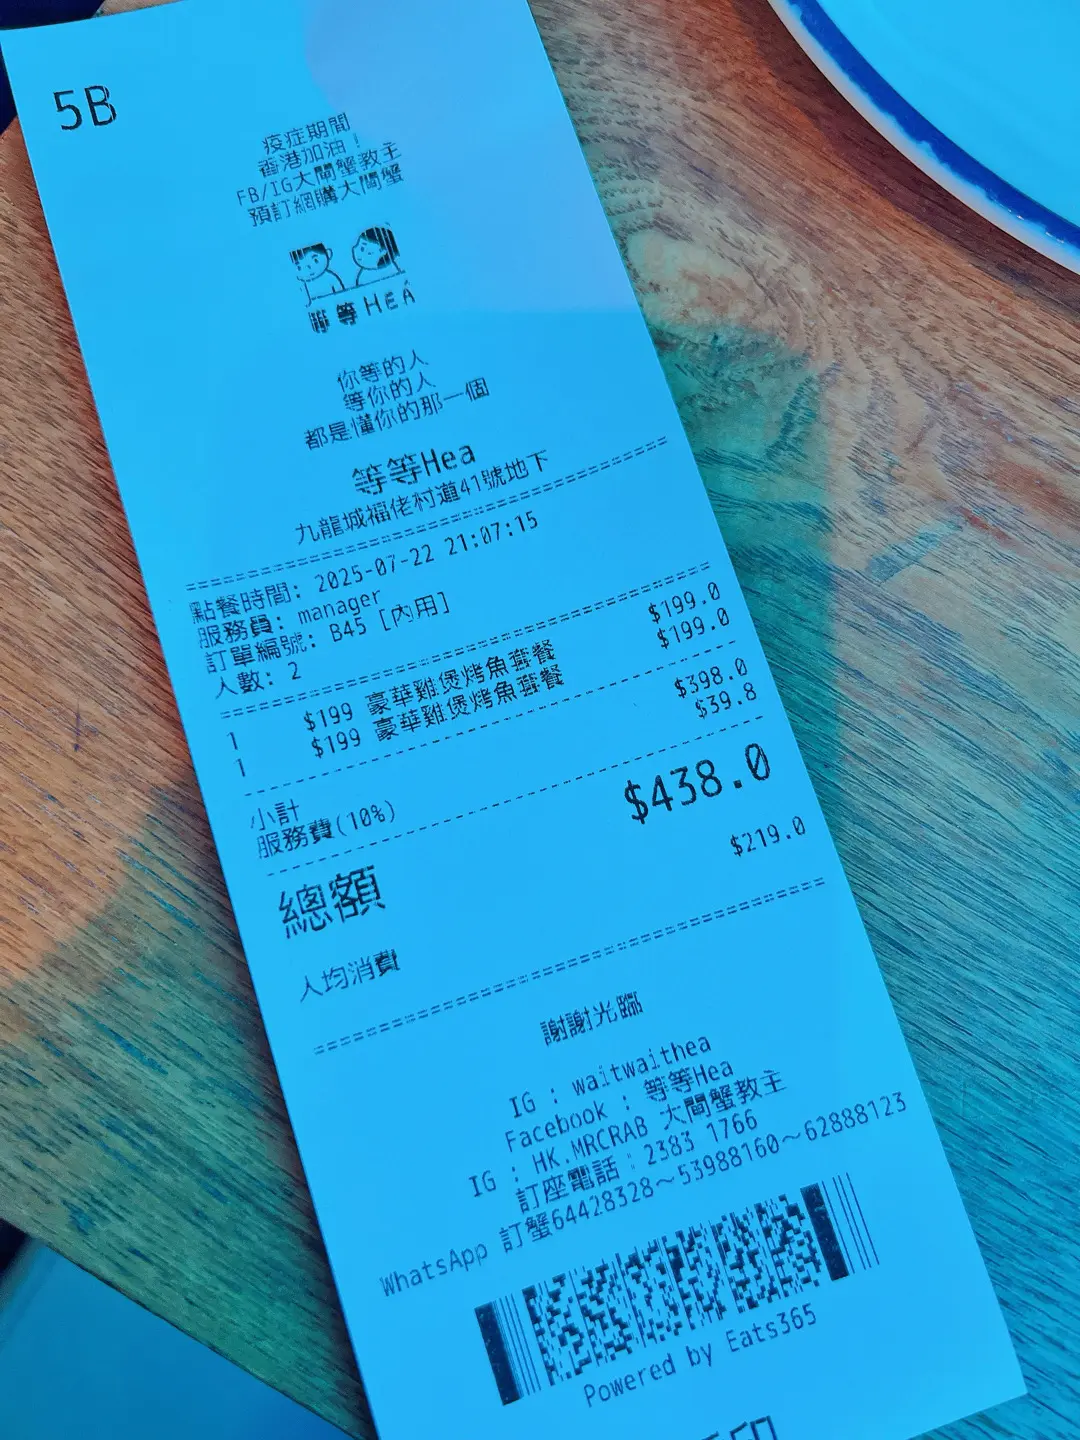 5B
疫症期間
香港加油！
FB/IG大閘蟹教主
預訂網購大閘蟹
等等HEA
你等的人
等你的人
都是懂你的那一個
等等Hea
九龍城福佬村道41號地下
點餐時間: 2025-07-22 21:07:15
服務員: manager
訂單編號: B45 [內用]
人數: 2
1 $199 豪華雞煲烤魚套餐 $199.0
1 $199 豪華雞煲烤魚套餐 $199.0
小計 $398.0
服務費(10%) $39.8
總額 $438.0
人均消費 $219.0
謝謝光臨
IG : waitwaithea
Facebook : 等等Hea
IG : HK.MRCRAB 大閘蟹教主
訂座電話：2383 1766
WhatsApp 訂蟹64428328～53988160～62888123
Powered by Eats365